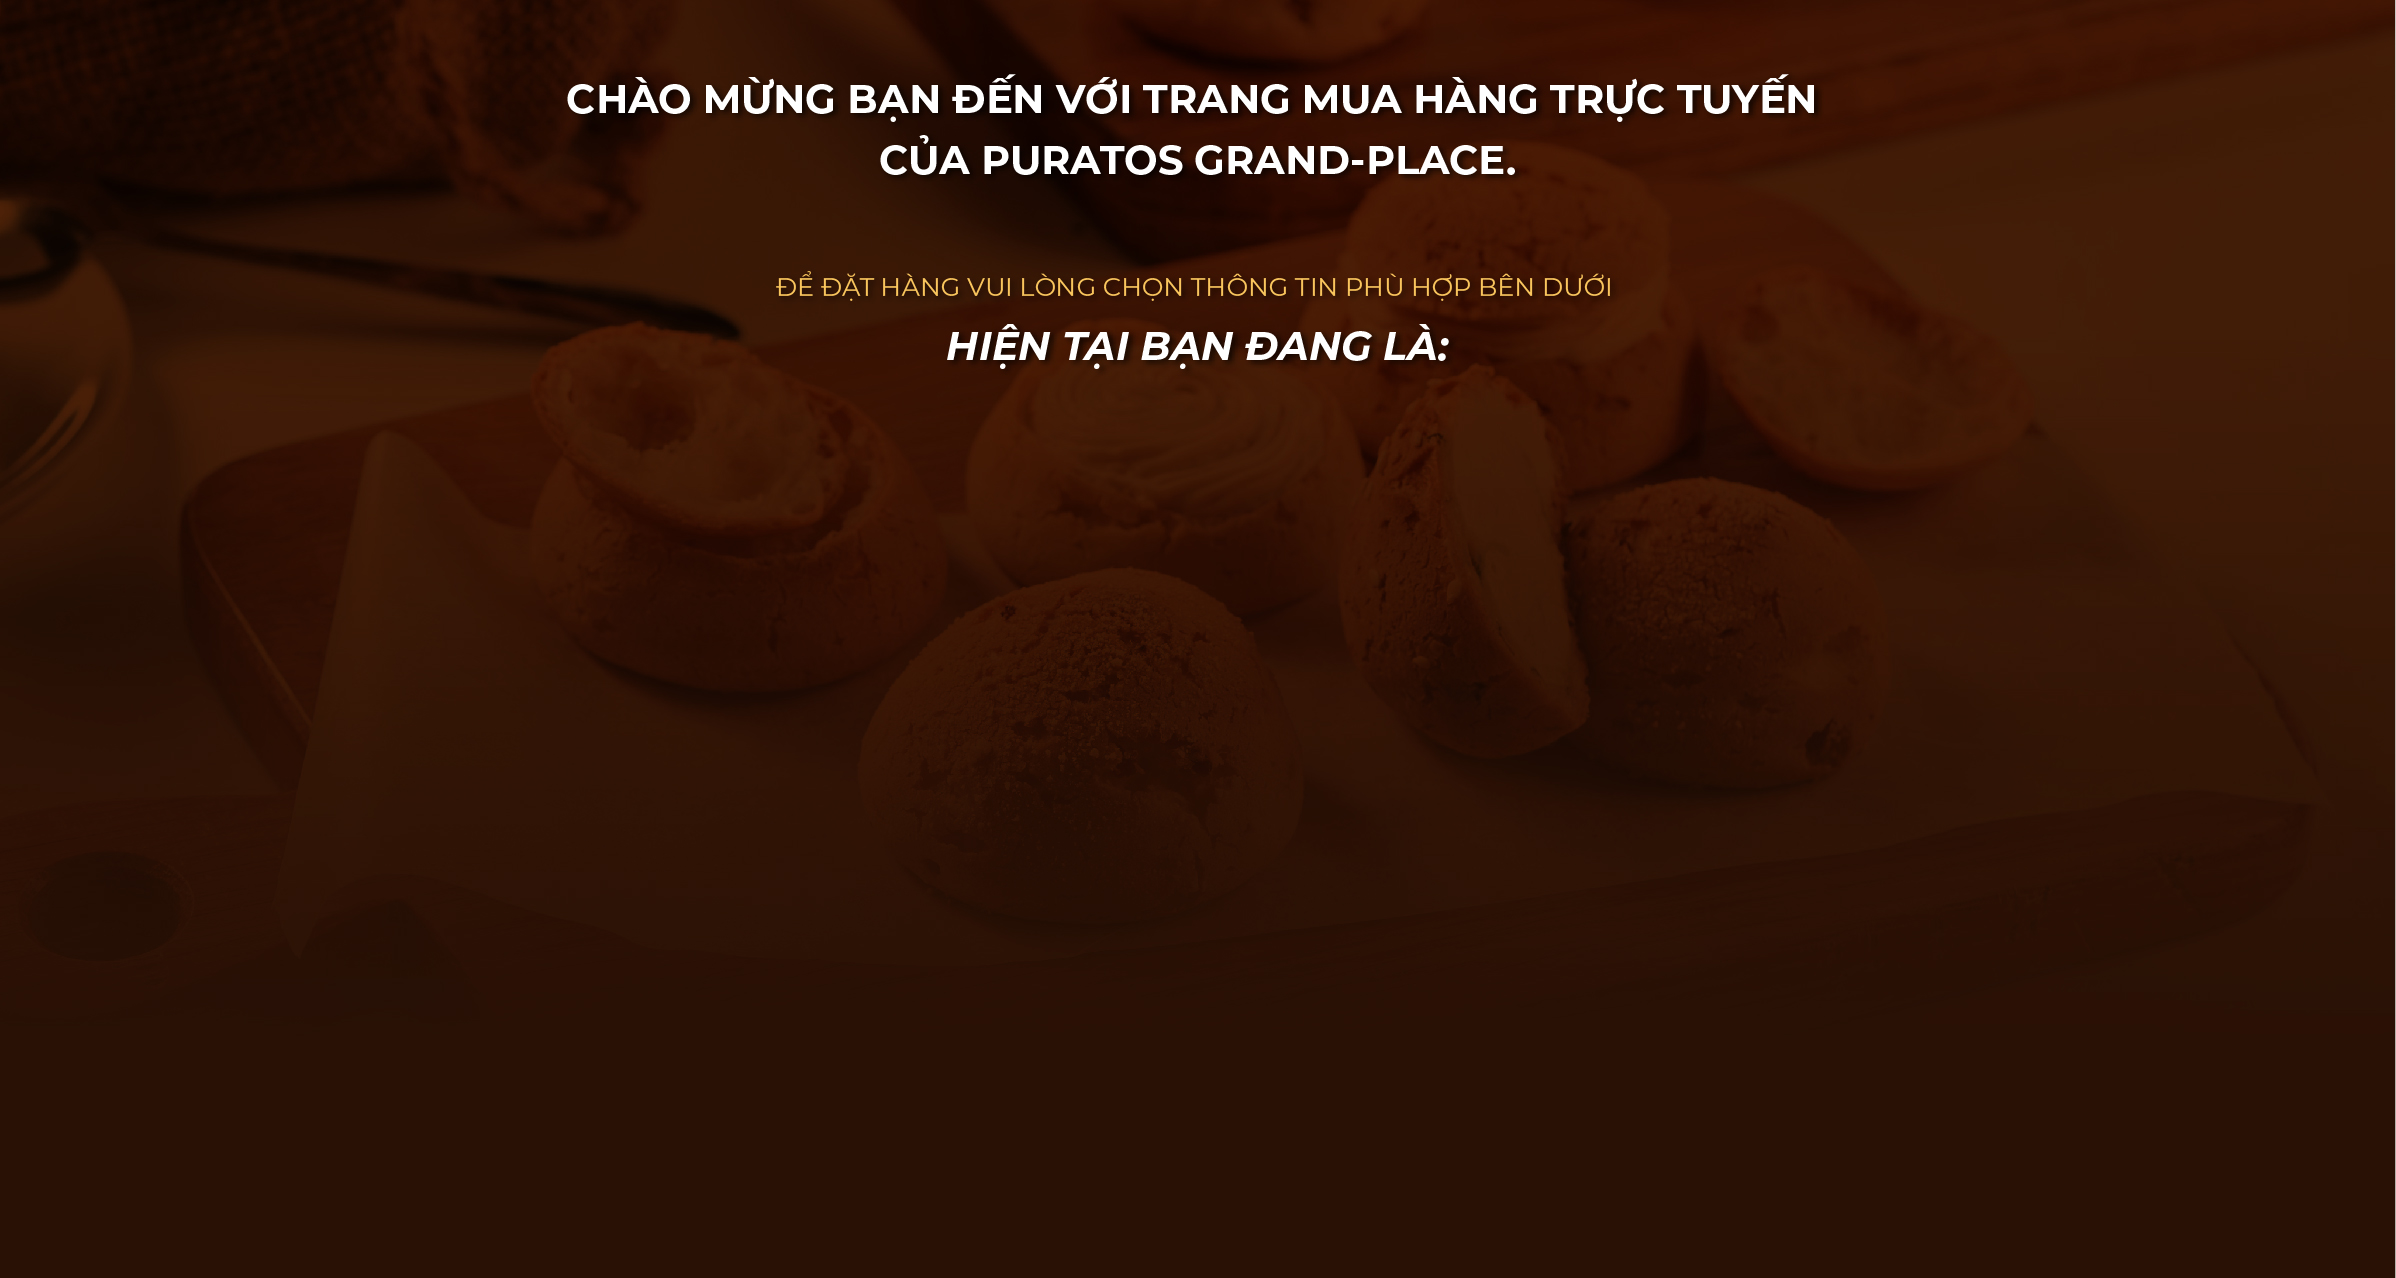 CHÀO MỪNG BẠN ĐẾN VỚI TRANG MUA HÀNG TRỰC TUYẾN
CỦA PURATOS GRAND-PLACE.
ĐỂ ĐẶT HÀNG VUI LÒNG CHỌN THÔNG TIN PHÙ HỢP BÊN DƯỚI
HIỆN TẠI BẠN ĐANG LÀ: